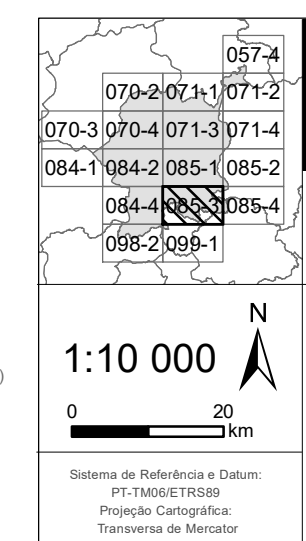 057-4
070-2 071-1 071-2
070-3 070-4 071-3 071-4
084-1 084-2 085-1 085-2
084-4 085-3 085-4
098-2 099-1
N
1:10 000
0 20
km
)
Sistema de Referência e Datum:
PT-TM06/ETRS89
Projeção Cartográfica:
Transversa de Mercator